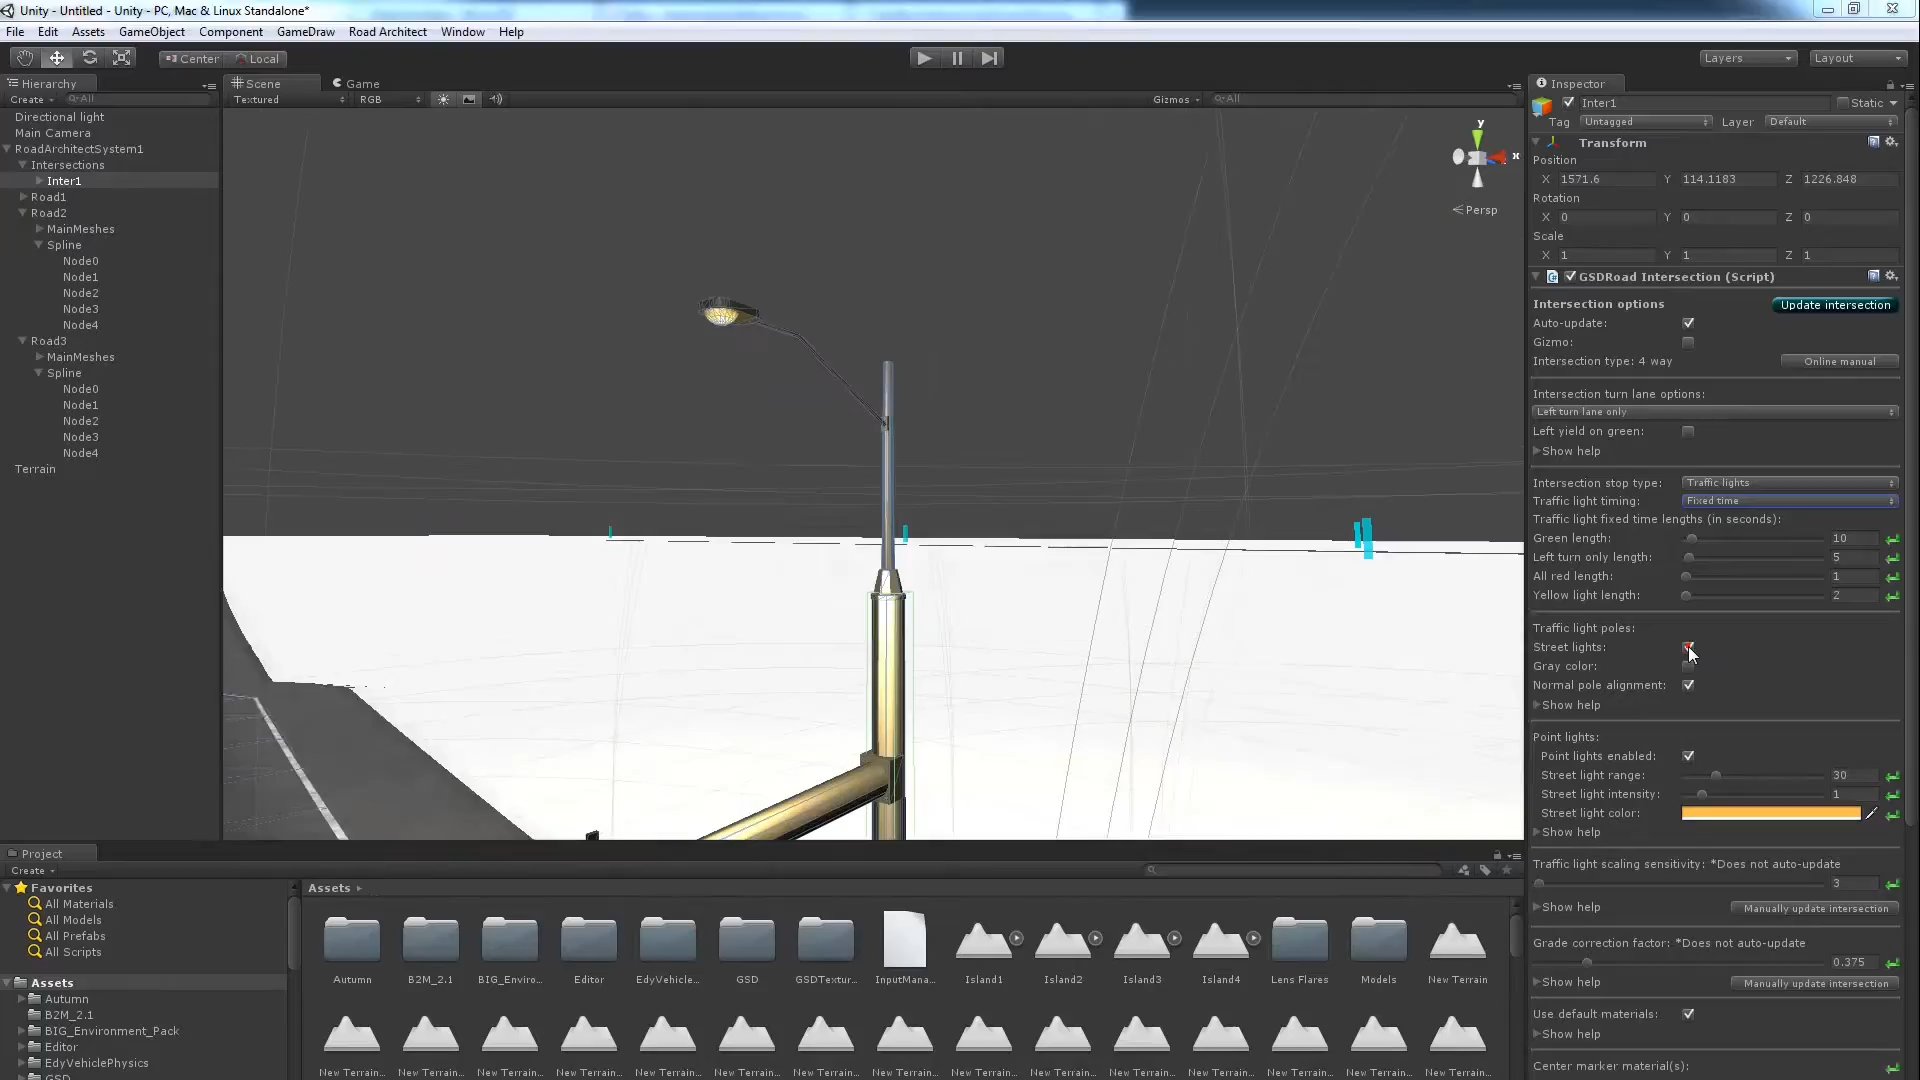 Unity - Untitled - Unity - PC, Mac & Linux Standalone*
File Edit Assets GameObject Component GameDraw Road Architect Window Help
Center Local
Layers Layout
Hierarchy
Create All
Directional light
Main Camera
RoadArchitectSystem1
Intersections
Inter1
Road1
Road2
MainMeshes
Spline
Node0
Node1
Node2
Node3
Node4
Road3
MainMeshes
Spline
Node0
Node1
Node2
Node3
Node4
Terrain
Scene Game
Textured RGB Gizmos All
y
x
Persp
Inspector
Inter1 Static
Tag Untagged Layer Default
Transform
Position
X 1571.6 Y 114.1183 Z 1226.848
Rotation
X 0 Y 0 Z 0
Scale
X 1 Y 1 Z 1
GSDRoad Intersection (Script)
Intersection options Update intersection
Auto-update:
Gizmo:
Intersection type: 4 way Online manual
Intersection turn lane options:
Left turn lane only
Left yield on green:
Show help
Intersection stop type: Traffic lights
Traffic light timing: Fixed time
Traffic light fixed time lengths (in seconds):
Green length: 10
Left turn only length: 5
All red length: 1
Yellow light length: 2
Traffic light poles:
Street lights:
Gray color:
Normal pole alignment:
Show help
Point lights:
Point lights enabled:
Street light range: 30
Street light intensity: 1
Street light color:
Show help
Traffic light scaling sensitivity: *Does not auto-update
3
Show help Manually update intersection
Grade correction factor: *Does not auto-update
0.375
Show help Manually update intersection
Use default materials:
Show help
Center marker material(s):
Project
Create
Favorites
All Materials
All Models
All Prefabs
All Scripts
Assets
Autumn
B2M_2.1
BIG_Environment_Pack
Editor
EdyVehiclePhysics
GSD
Assets
Autumn B2M_2.1 BIG_Enviro... Editor EdyVehicle... GSD GSDTextur... InputMana... Island1 Island2 Island3 Island4 Lens Flares Models New Terrain
New Terrain... New Terrain... New Terrain... New Terrain... New Terrain... New Terrain... New Terrain... New Terrain... New Terrain... New Terrain... New Terrain... New Terrain... New Terrain... New Terrain... New Terrain...